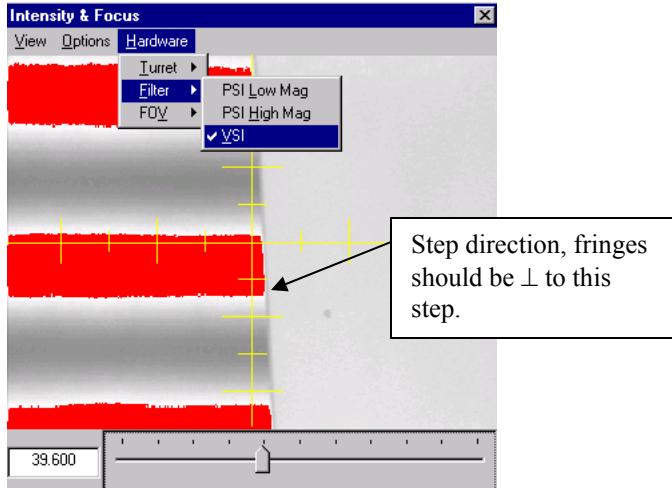 Intensity & Focus
View Options Hardware
Turret
Filter
FOV
PSI Low Mag
PSI High Mag
VSI
Step direction, fringes
should be ⊥ to this
step.
39.600